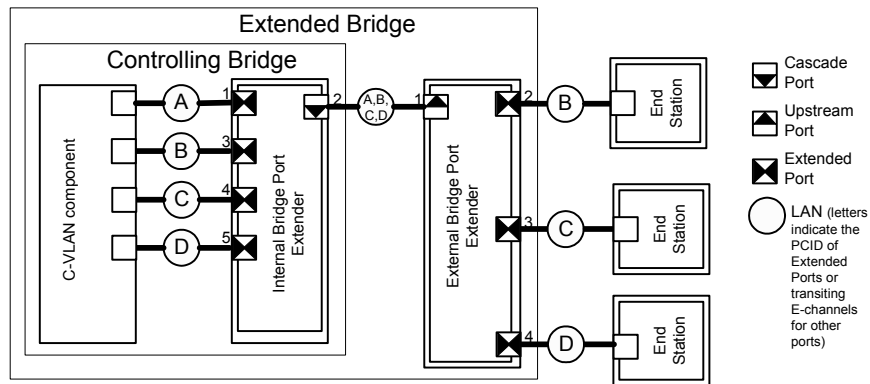 Extended Bridge
Controlling Bridge
C-VLAN component
A
B
C
D
1
3
4
5
Internal Bridge Port
Extender
2
A,B,
C,D
1
External Bridge Port
Extender
2
3
4
B
C
D
End
Station
End
Station
End
Station
Cascade
Port
Upstream
Port
Extended
Port
LAN (letters
indicate the
PCID of
Extended
Ports or
transiting
E-channels
for other
ports)